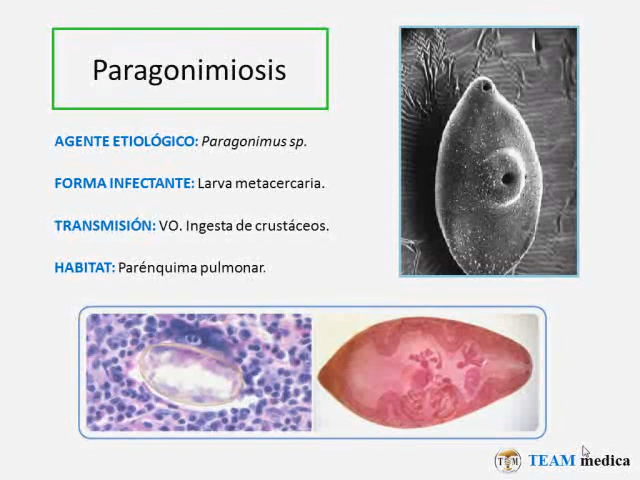 Paragonimiosis
AGENTE ETIOLÓGICO: Paragonimus sp.
FORMA INFECTANTE: Larva metacercaria.
TRANSMISIÓN: VO. Ingesta de crustáceos.
HABITAT: Parénquima pulmonar.
TEAM medica